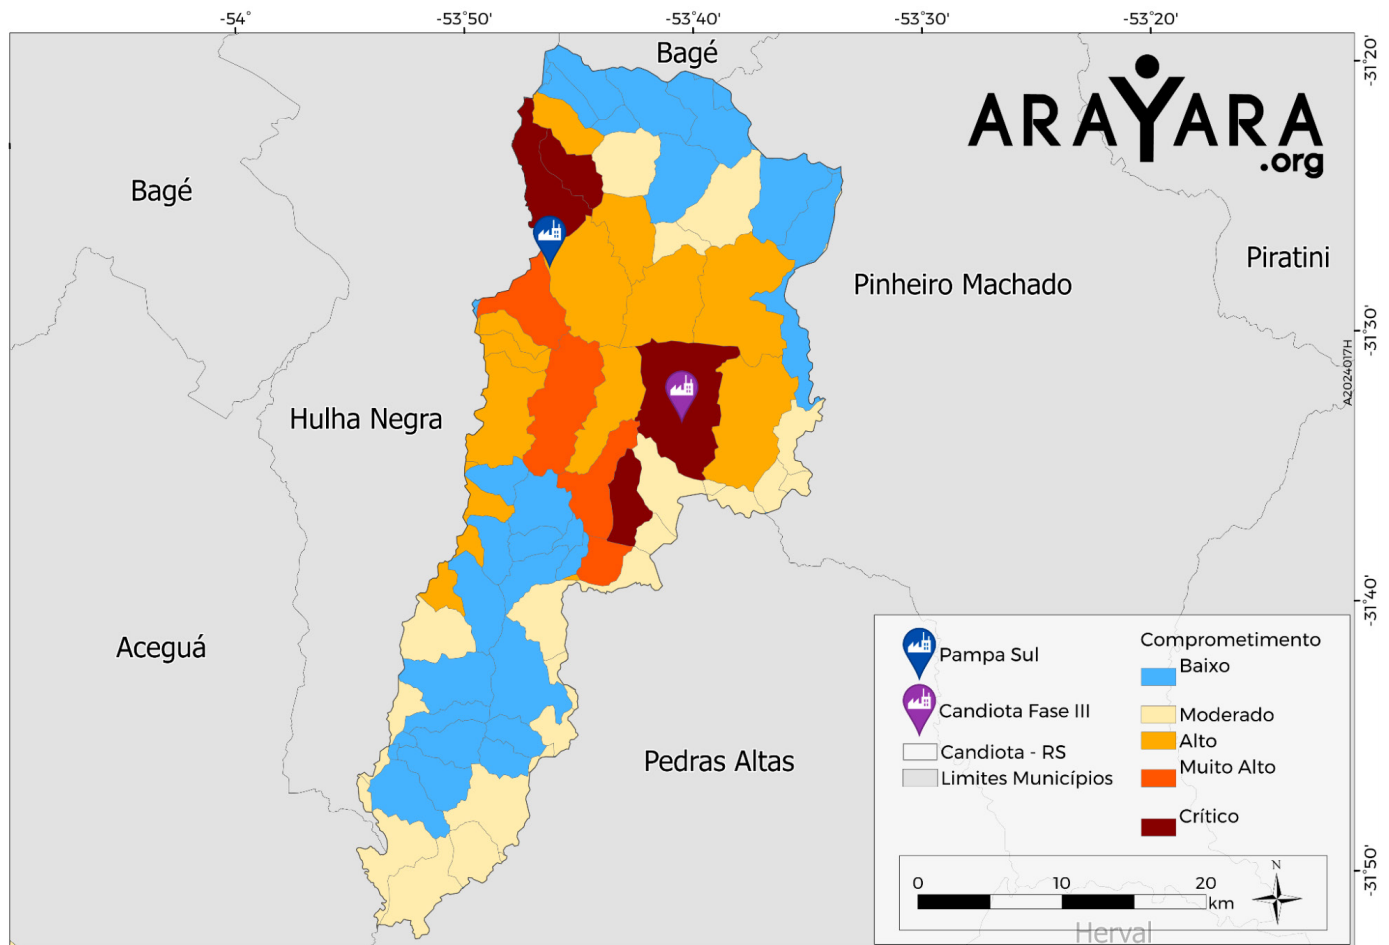 -54°
-53°50'
-53°40'
-53°30'
-53°20'
Bagé
-31°20'
ARAYARA
.org
Bagé
Piratini
Pinheiro Machado
-31°30'
A2024017H
Hulha Negra
-31°40'
Aceguá
Pedras Altas
Pampa Sul
Candiota Fase III
Candiota - RS
Limites Municípios
Comprometimento
Baixo
Moderado
Alto
Muito Alto
Crítico
-31°50'
0 10 20
km
N
Herval